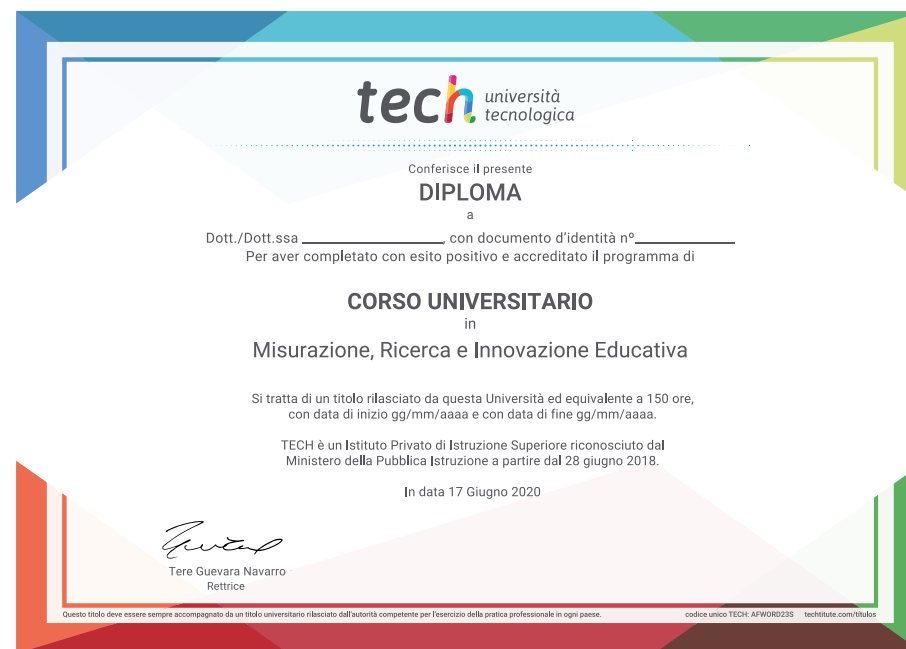 tech università
tecnologica
Conferisce il presente
DIPLOMA
a
Dott./Dott.ssa ______________, con documento d'identità nº__________
Per aver completato con esito positivo e accreditato il programma di
CORSO UNIVERSITARIO
in
Misurazione, Ricerca e Innovazione Educativa
Si tratta di un titolo rilasciato da questa Università ed equivalente a 150 ore,
con data di inizio gg/mm/aaaa e con data di fine gg/mm/aaaa.
TECH è un Istituto Privato di Istruzione Superiore riconosciuto dal
Ministero della Pubblica Istruzione a partire dal 28 giugno 2018.
In data 17 Giugno 2020
Tere Guevara Navarro
Rettrice
Questo titolo deve essere sempre accompagnato da un titolo universitario rilasciato dall'autorità competente per l'esercizio della pratica professionale in ogni paese. codice unico TECH: AFWORD23S techtitute.com/titulos